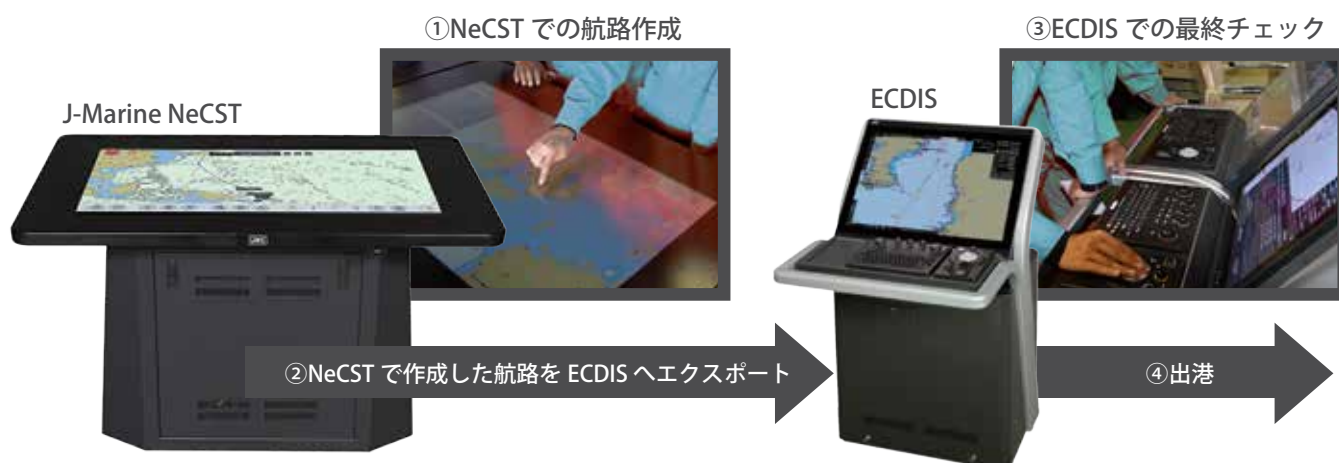 ①NeCST での航路作成
③ECDIS での最終チェック
J-Marine NeCST
ECDIS
JRC
②NeCST で作成した航路を ECDIS へエクスポート
④出港